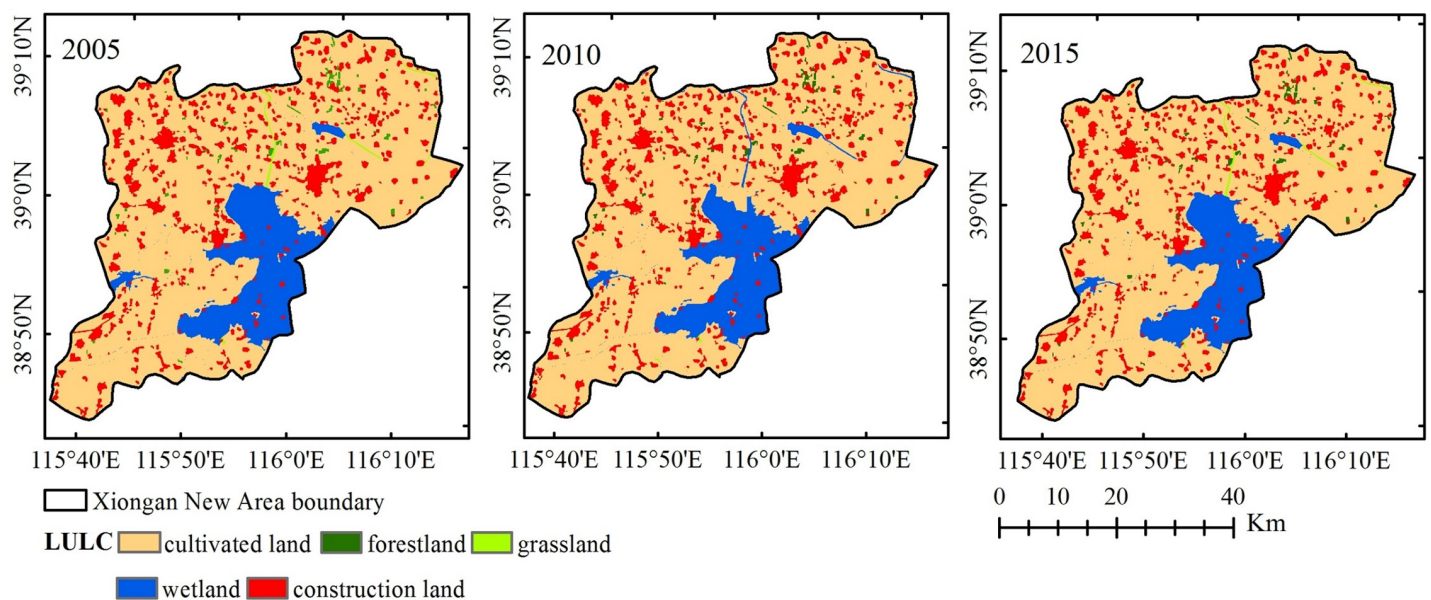 2005
2010
2015
39°10'N
39°0'N
38°50'N
39°10'N
39°0'N
38°50'N
39°10'N
39°0'N
38°50'N
115°40'E 115°50'E 116°0'E 116°10'E
115°40'E 115°50'E 116°0'E 116°10'E
115°40'E 115°50'E 116°0'E 116°10'E
Xiongan New Area boundary
LULC cultivated land forestland grassland
wetland construction land
0 10 20 40
Km